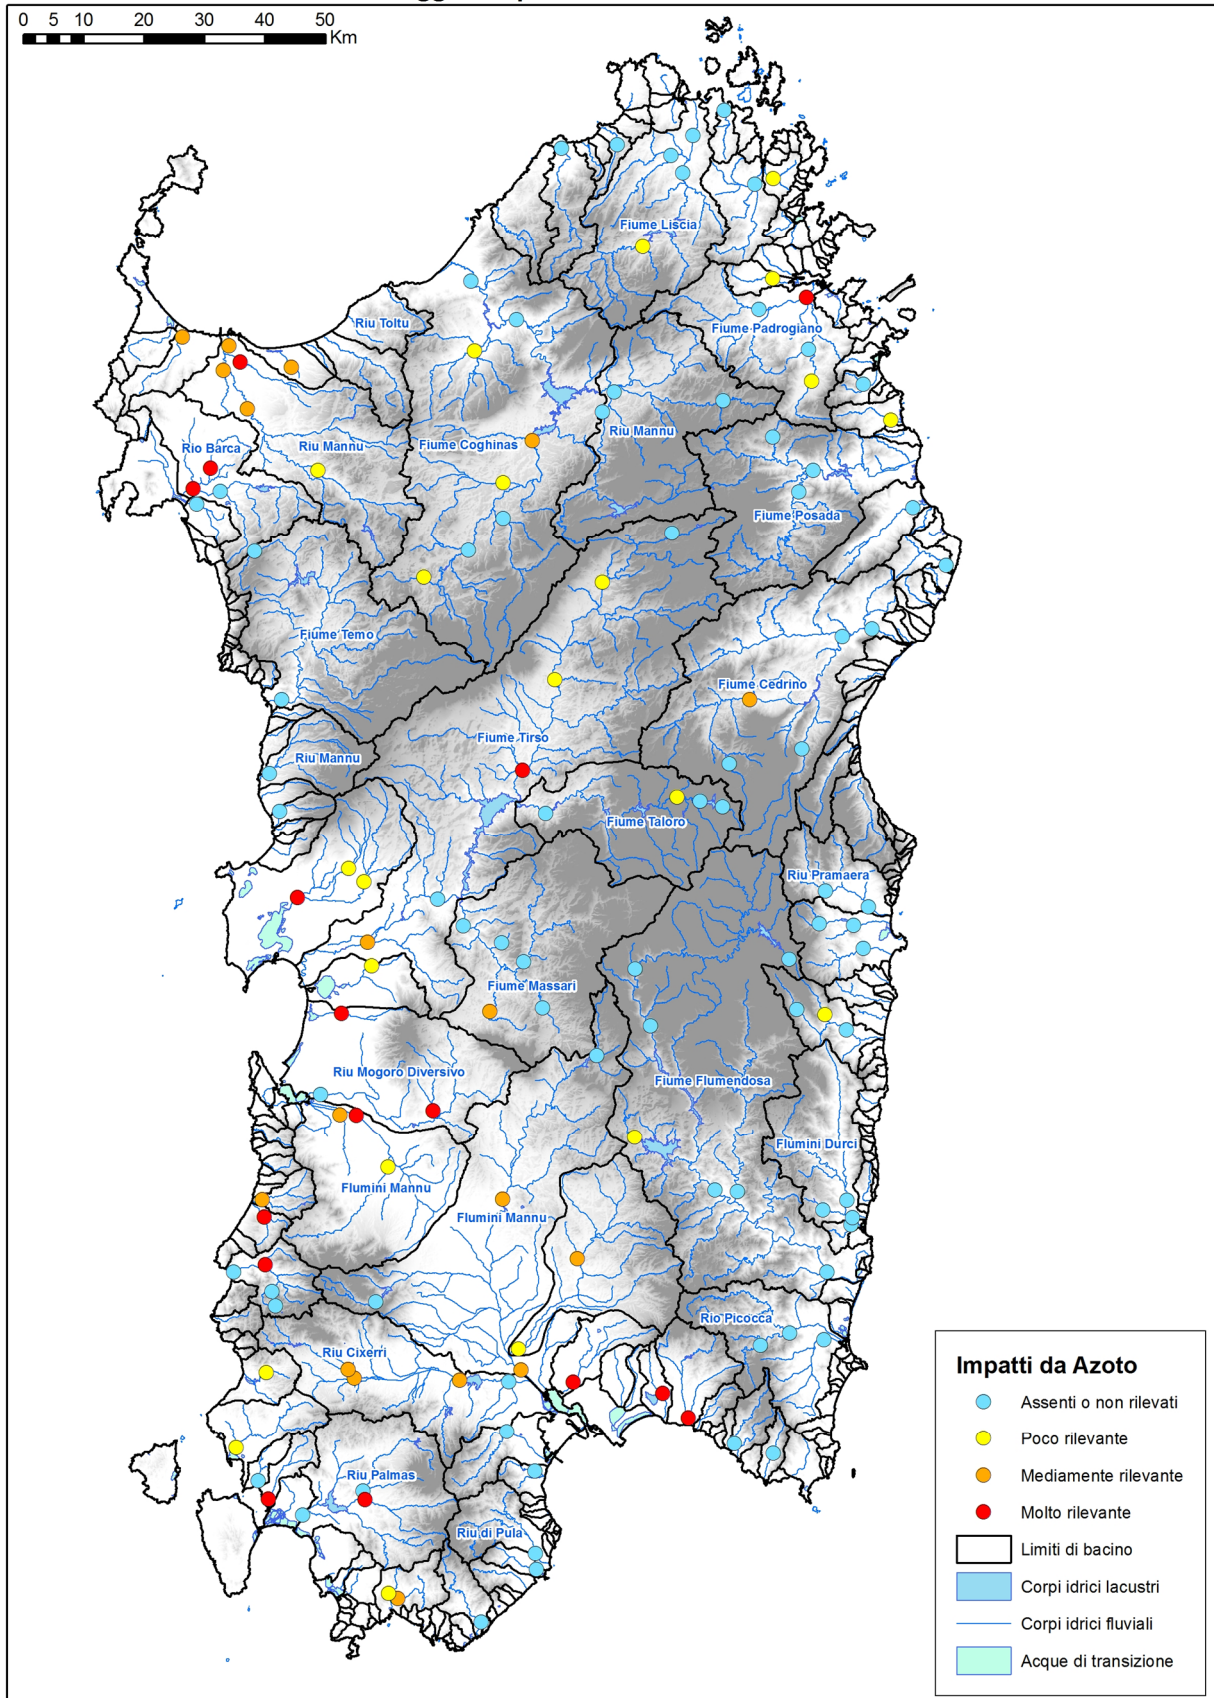 0 5 10 20 30 40 50
Km
Fiume Liscia
Riu Toltu
Fiume Padrogiano
Rio Barca
Riu Mannu
Fiume Coghinas
Riu Mannu
Fiume Posada
Fiume Temo
Fiume Cedrino
Fiume Tirso
Riu Mannu
Fiume Taloro
Riu Pramaera
Fiume Massari
Riu Mogoro Diversivo
Fiume Flumendosa
Flumini Durci
Flumini Mannu
Flumini Mannu
Rio Picocca
Riu Cixerri
Riu Palmas
Riu di Pula
Impatti da Azoto
Assenti o non rilevati
Poco rilevante
Mediamente rilevante
Molto rilevante
Limiti di bacino
Corpi idrici lacustri
Corpi idrici fluviali
Acque di transizione